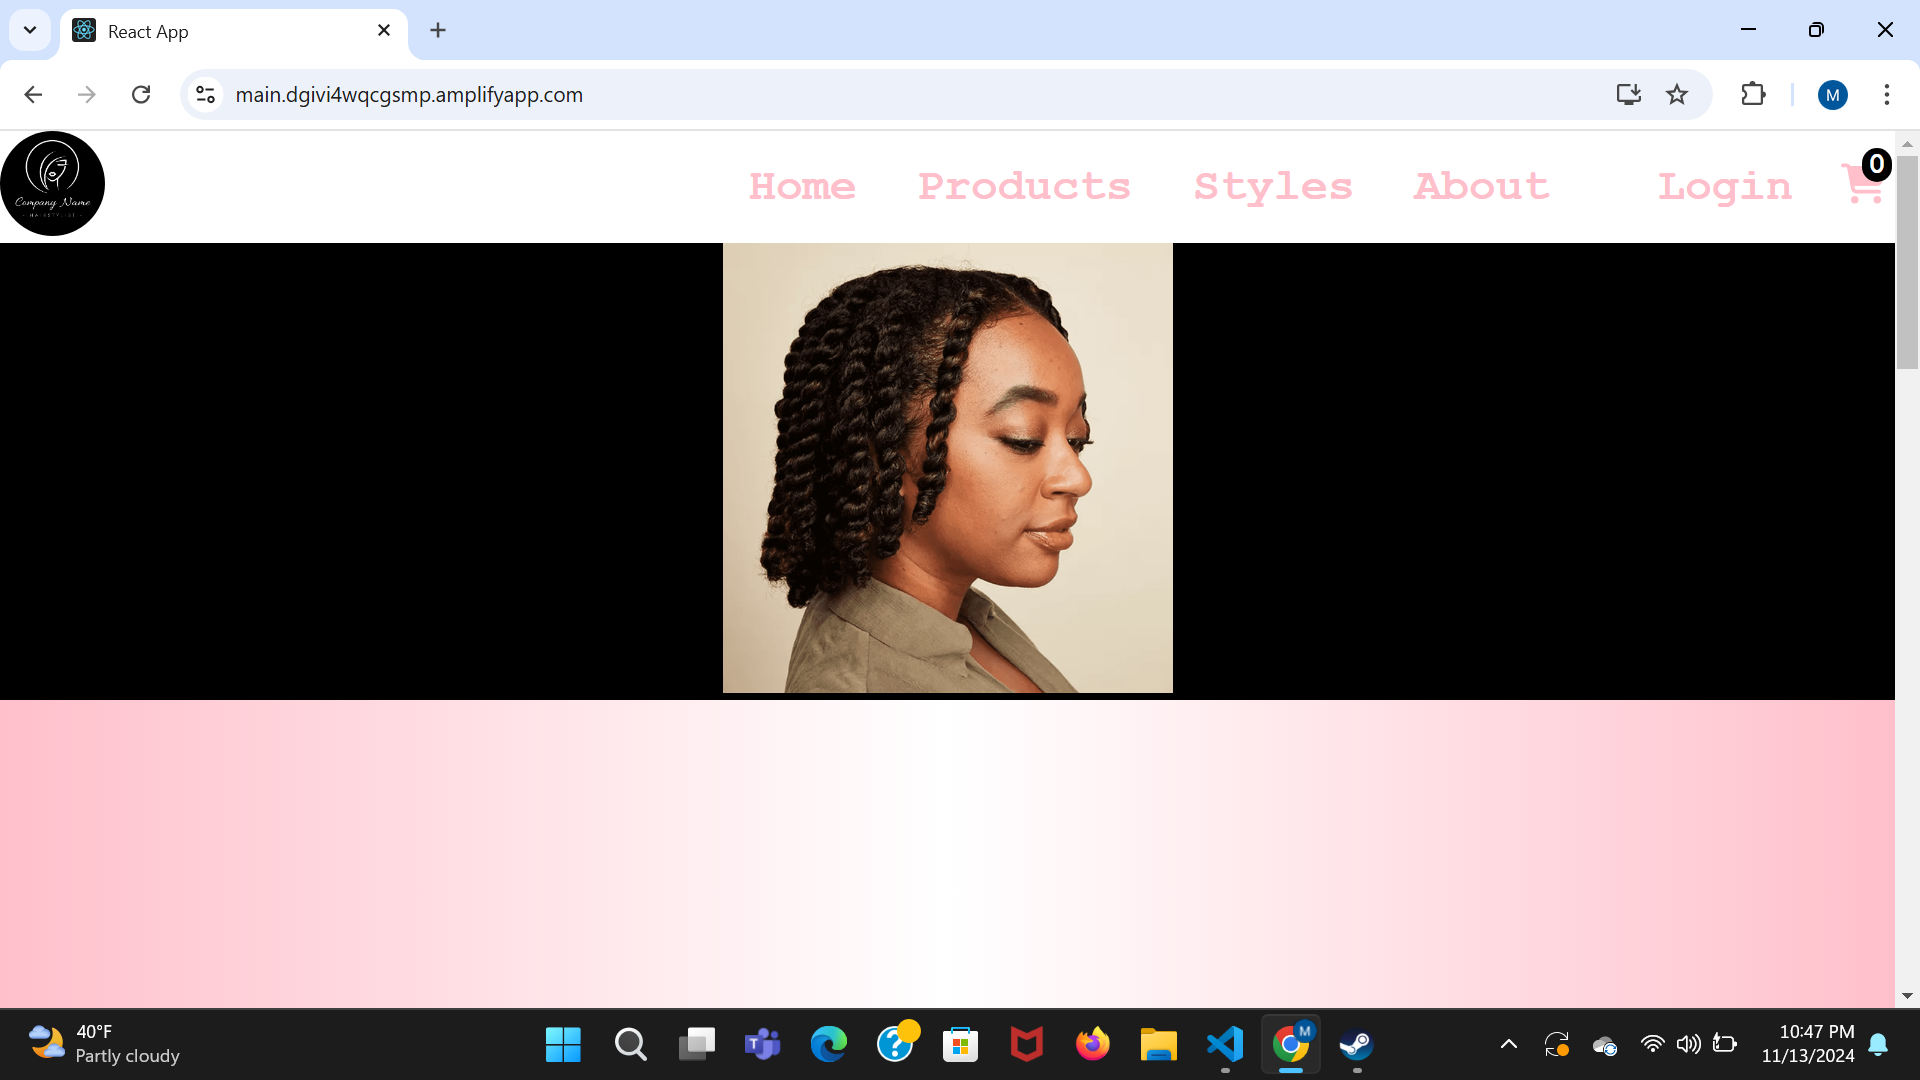 React App
main.dgivi4wqcgsmp.amplifyapp.com
M
Company Name
- HAIRSTYLIST -
Home Products Styles About Login 0
40°F
Partly cloudy
M
10:47 PM
11/13/2024